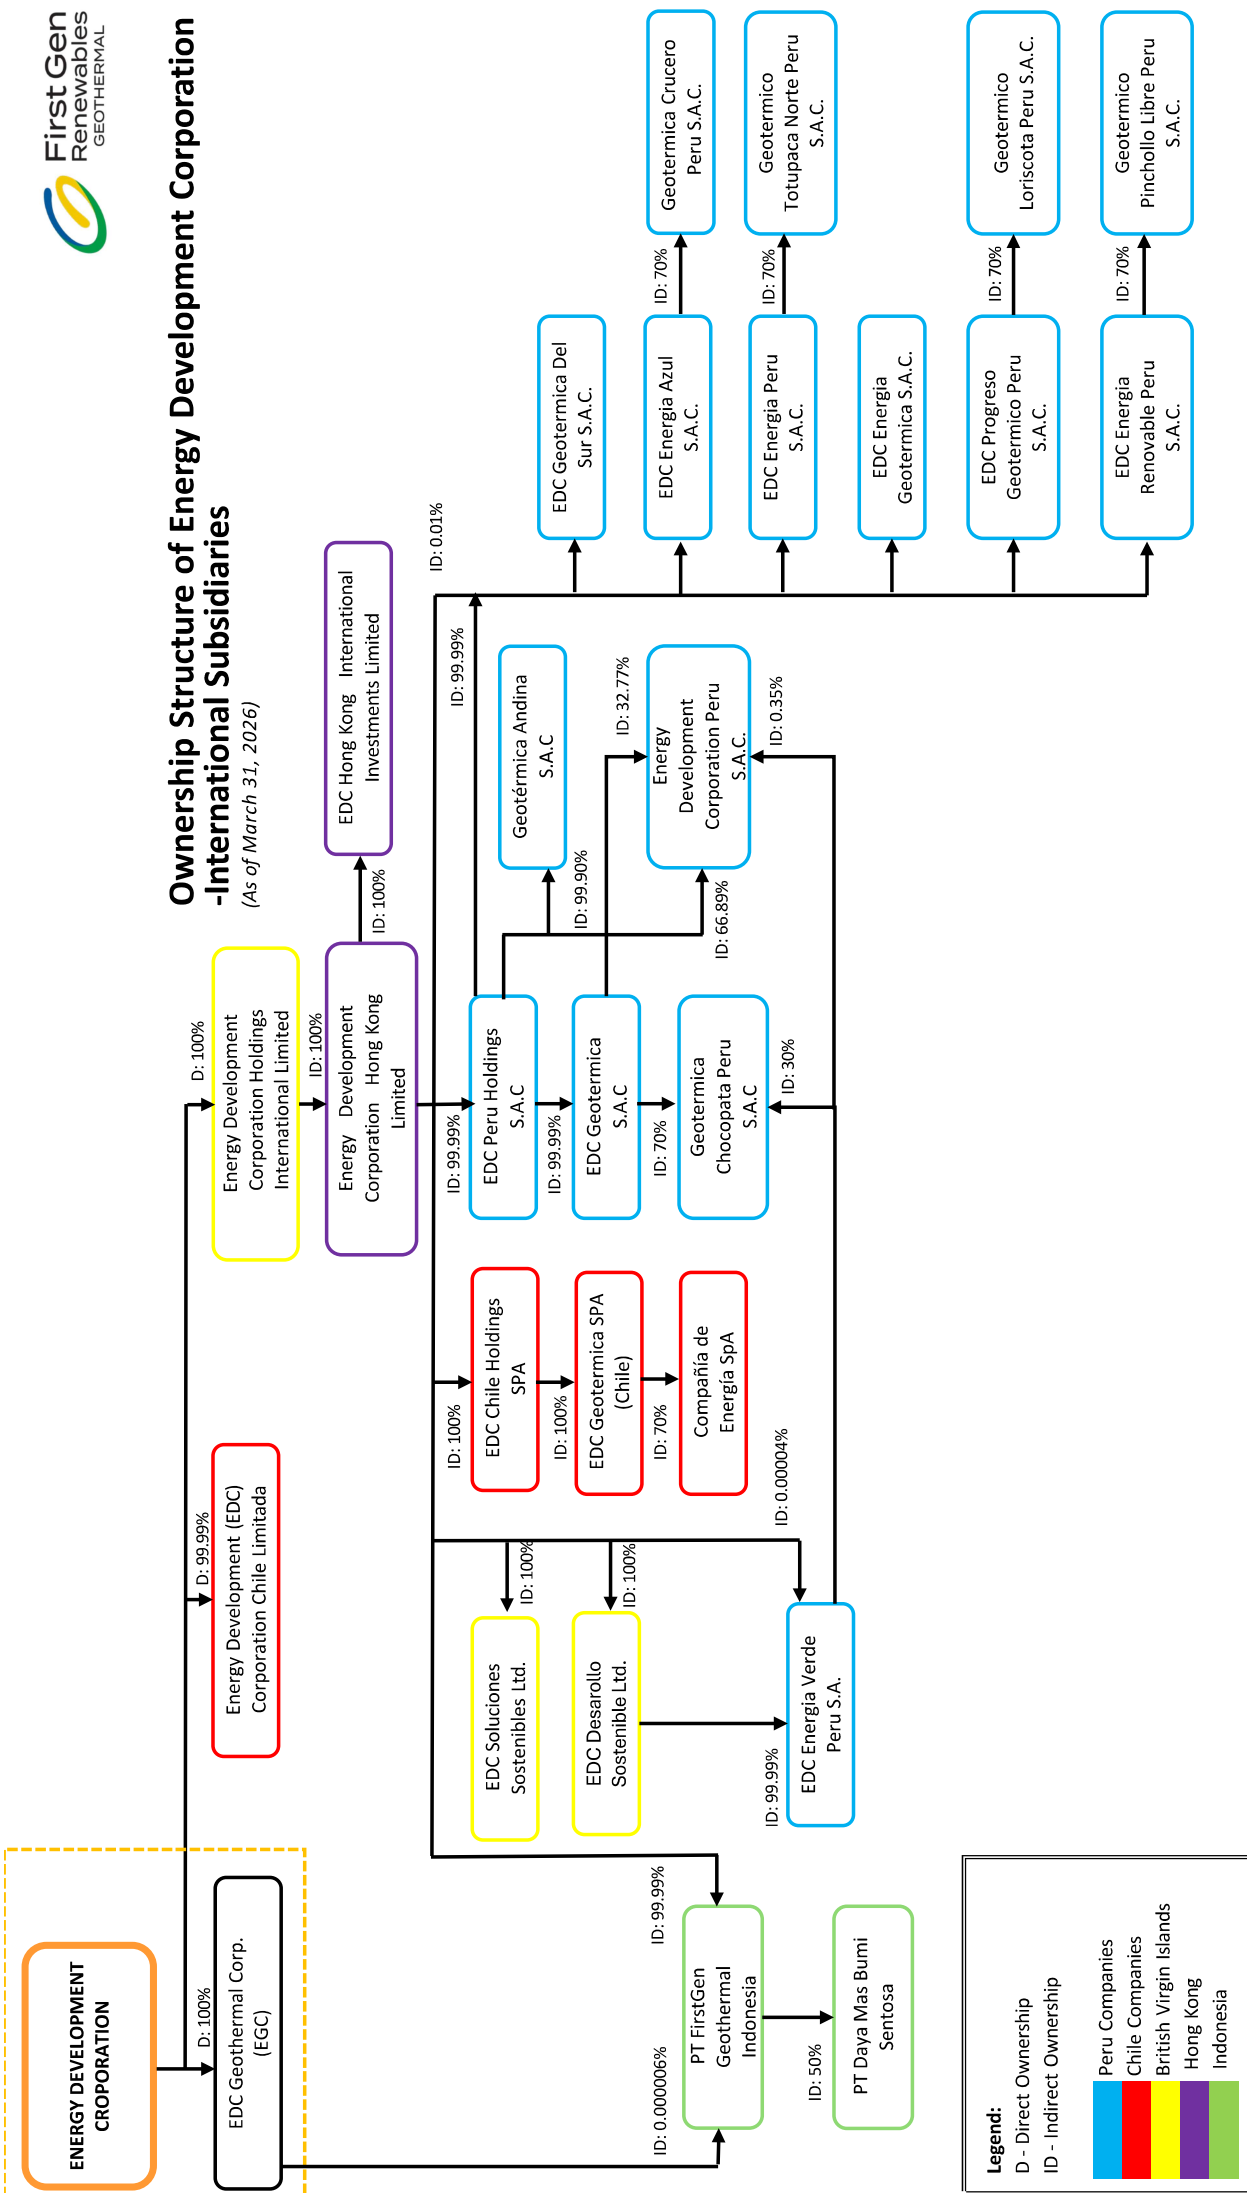 First Gen
Renewables
GEOTHERMAL
Ownership Structure of Energy Development Corporation
-International Subsidiaries
(As of March 31, 2026)
ENERGY DEVELOPMENT
CROPORATION
D: 100%
EDC Geothermal Corp.
(EGC)
D: 99.99%
Energy Development (EDC)
Corporation Chile Limitada
D: 100%
Energy Development
Corporation Holdings
International Limited
ID: 100%
Energy Development
Corporation Hong Kong
Limited
ID: 100%
EDC Hong Kong International
Investments Limited
ID: 0.000006%
ID: 99.99%
PT FirstGen
Geothermal
Indonesia
ID: 50%
PT Daya Mas Bumi
Sentosa
ID: 100%
EDC Soluciones
Sostenibles Ltd.
ID: 100%
EDC Desarollo
Sostenible Ltd.
ID: 99.99%
ID: 0.00004%
EDC Energia Verde
Peru S.A.
ID: 100%
EDC Chile Holdings
SPA
ID: 100%
EDC Geotermica SPA
(Chile)
ID: 70%
Compañía de
Energía SpA
ID: 99.99%
EDC Peru Holdings
S.A.C
ID: 99.99%
EDC Geotermica
S.A.C
ID: 70%
Geotermica
Chocopata Peru
S.A.C
ID: 30%
ID: 99.90%
Geotérmica Andina
S.A.C
ID: 66.89%
ID: 32.77%
Energy
Development
Corporation Peru
S.A.C.
ID: 0.35%
ID: 99.99%
ID: 0.01%
EDC Geotermica Del
Sur S.A.C.
EDC Energia Azul
S.A.C.
ID: 70%
Geotermica Crucero
Peru S.A.C.
EDC Energia Peru
S.A.C.
ID: 70%
Geotermico
Totupaca Norte Peru
S.A.C.
EDC Energia
Geotermica S.A.C.
EDC Progreso
Geotermico Peru
S.A.C.
ID: 70%
Geotermico
Loriscota Peru S.A.C.
EDC Energia
Renovable Peru
S.A.C.
ID: 70%
Geotermico
Pinchollo Libre Peru
S.A.C.
Legend:
D - Direct Ownership
ID - Indirect Ownership
Peru Companies
Chile Companies
British Virgin Islands
Hong Kong
Indonesia